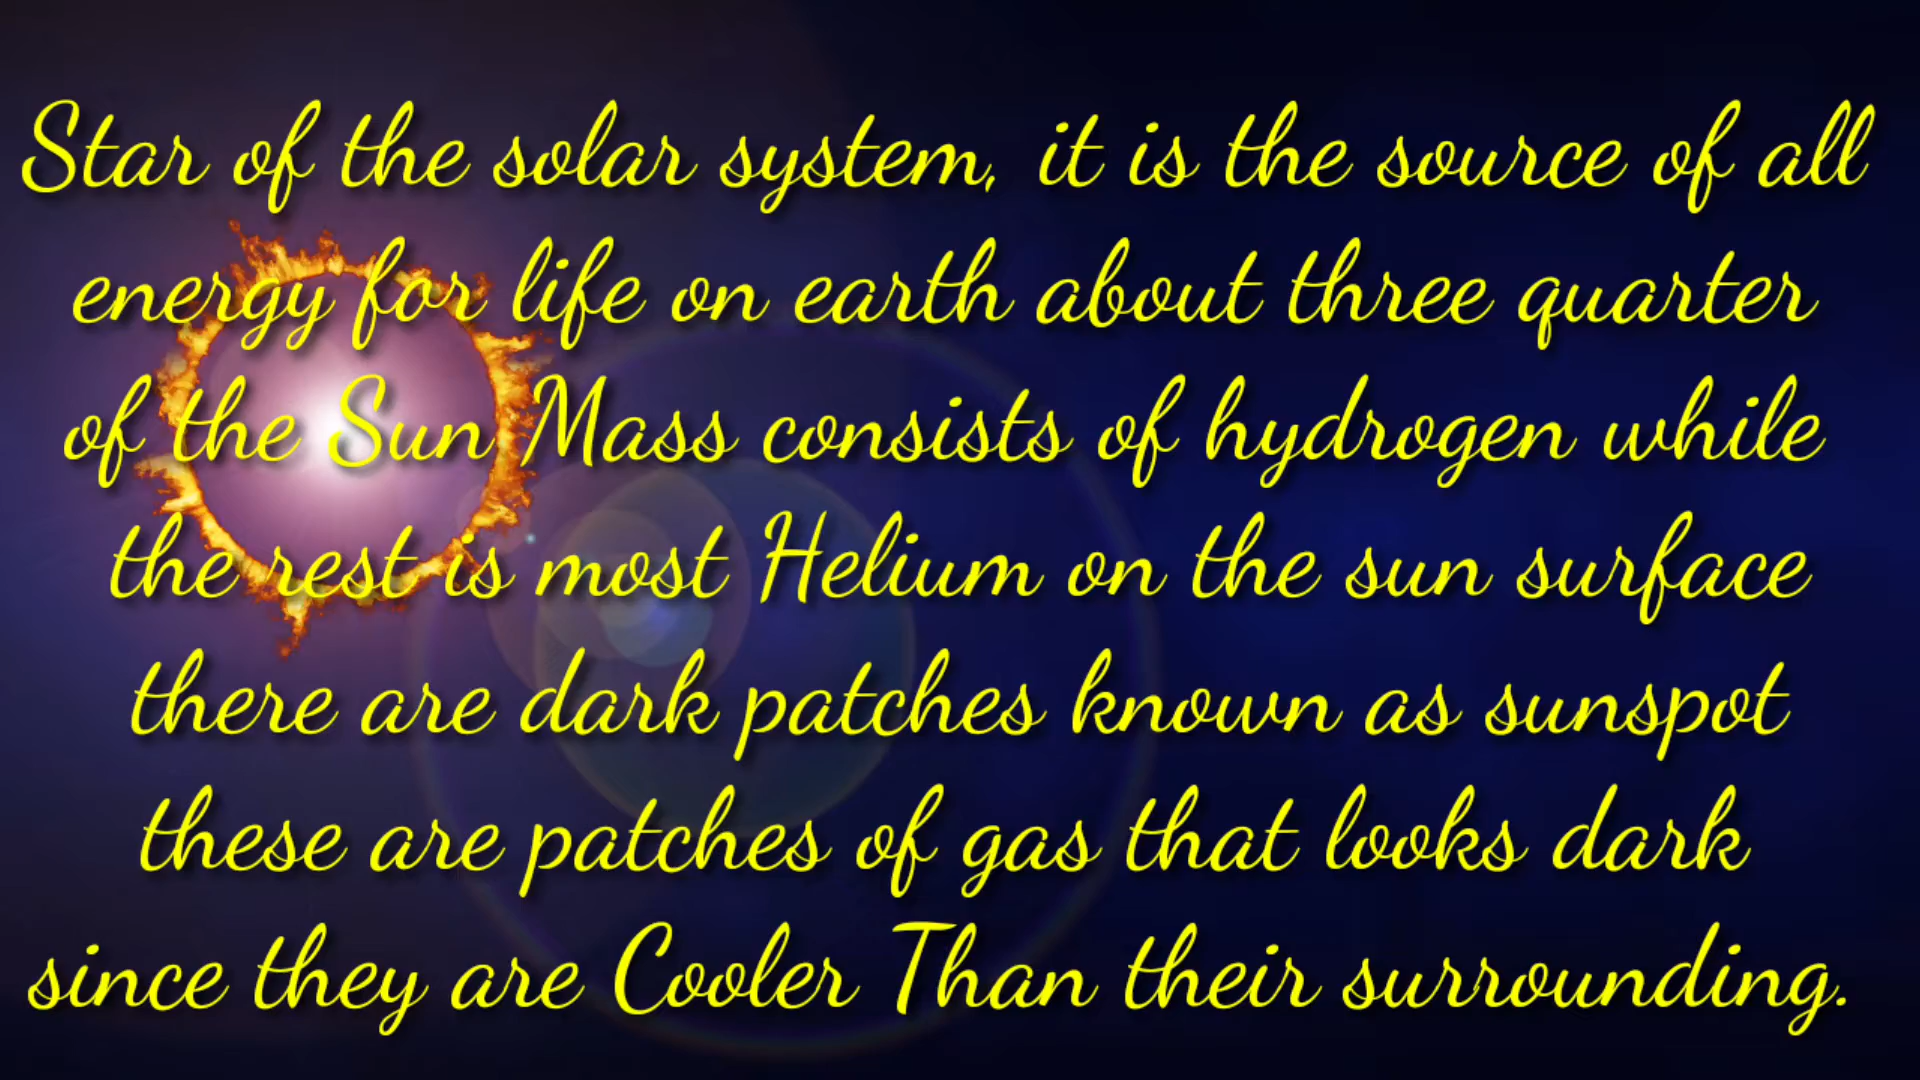 Star of the solar system, it is the source of all
energy for life on earth about three quarter
of the Sun Mass consists of hydrogen while
the rest is most Helium on the sun surface
there are dark patches known as sunspot
these are patches of gas that looks dark
since they are Cooler Than their surrounding.